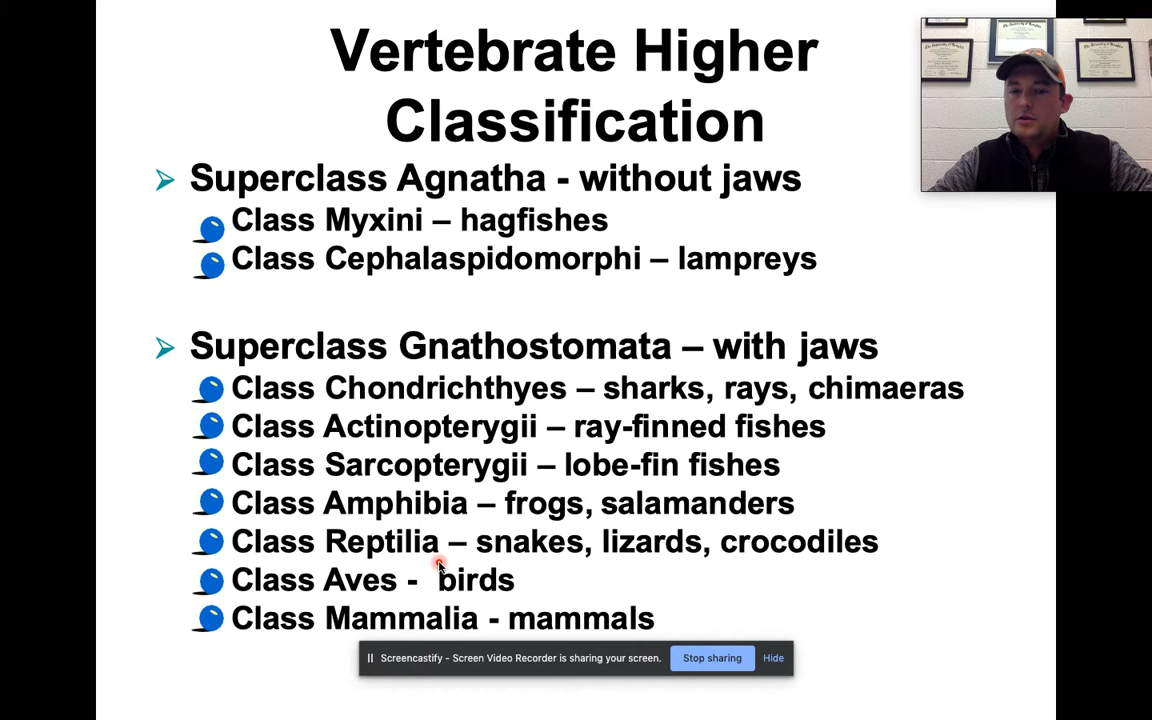 Vertebrate Higher
Classification
Superclass Agnatha - without jaws
Class Myxini – hagfishes
Class Cephalaspidomorphi – lampreys
Superclass Gnathostomata – with jaws
Class Chondrichthyes – sharks, rays, chimaeras
Class Actinopterygii – ray-finned fishes
Class Sarcopterygii – lobe-fin fishes
Class Amphibia – frogs, salamanders
Class Reptilia – snakes, lizards, crocodiles
Class Aves - birds
Class Mammalia - mammals
Screencastify - Screen Video Recorder is sharing your screen. Stop sharing Hide